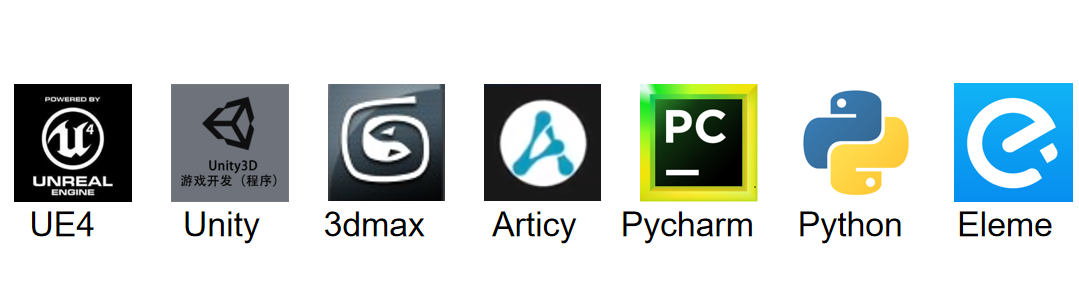 POWERED BY
4
UNREAL
ENGINE
UE4
Unity3D
游戏开发（程序）
Unity
3dmax
Articy
PC
Pycharm
Python
Eleme